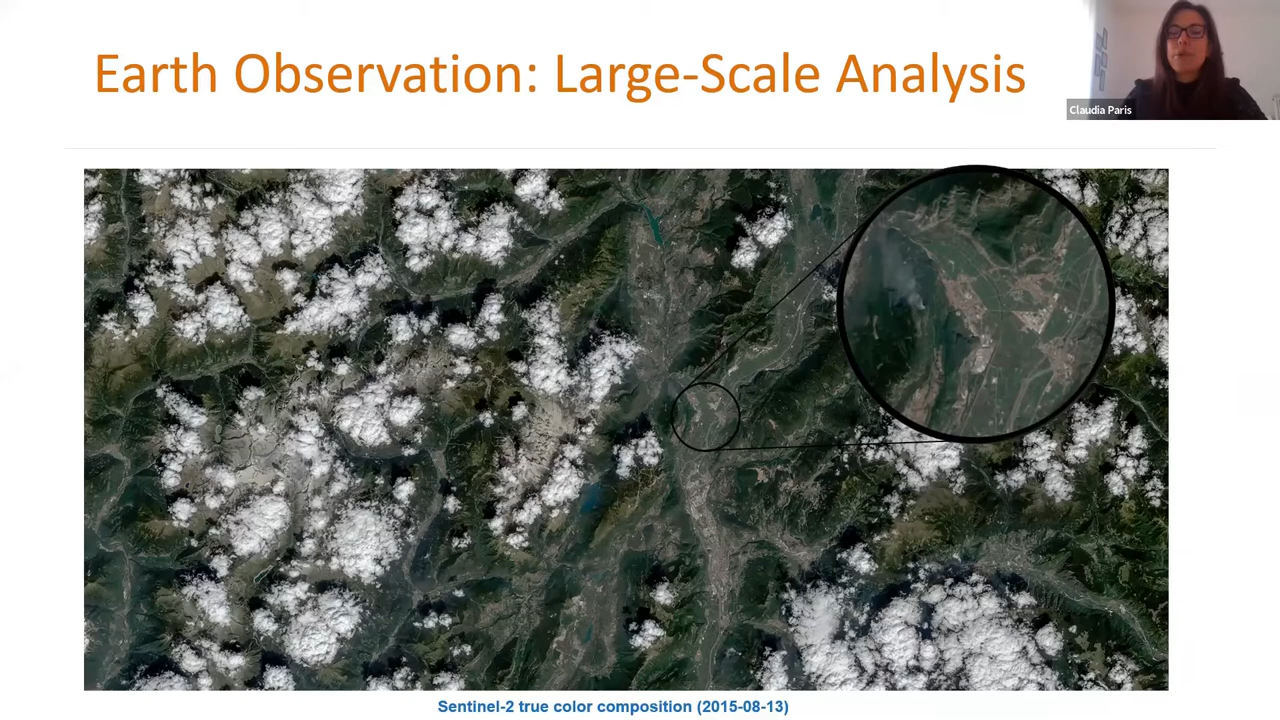 Earth Observation: Large-Scale Analysis
Claudia Paris
Sentinel-2 true color composition (2015-08-13)